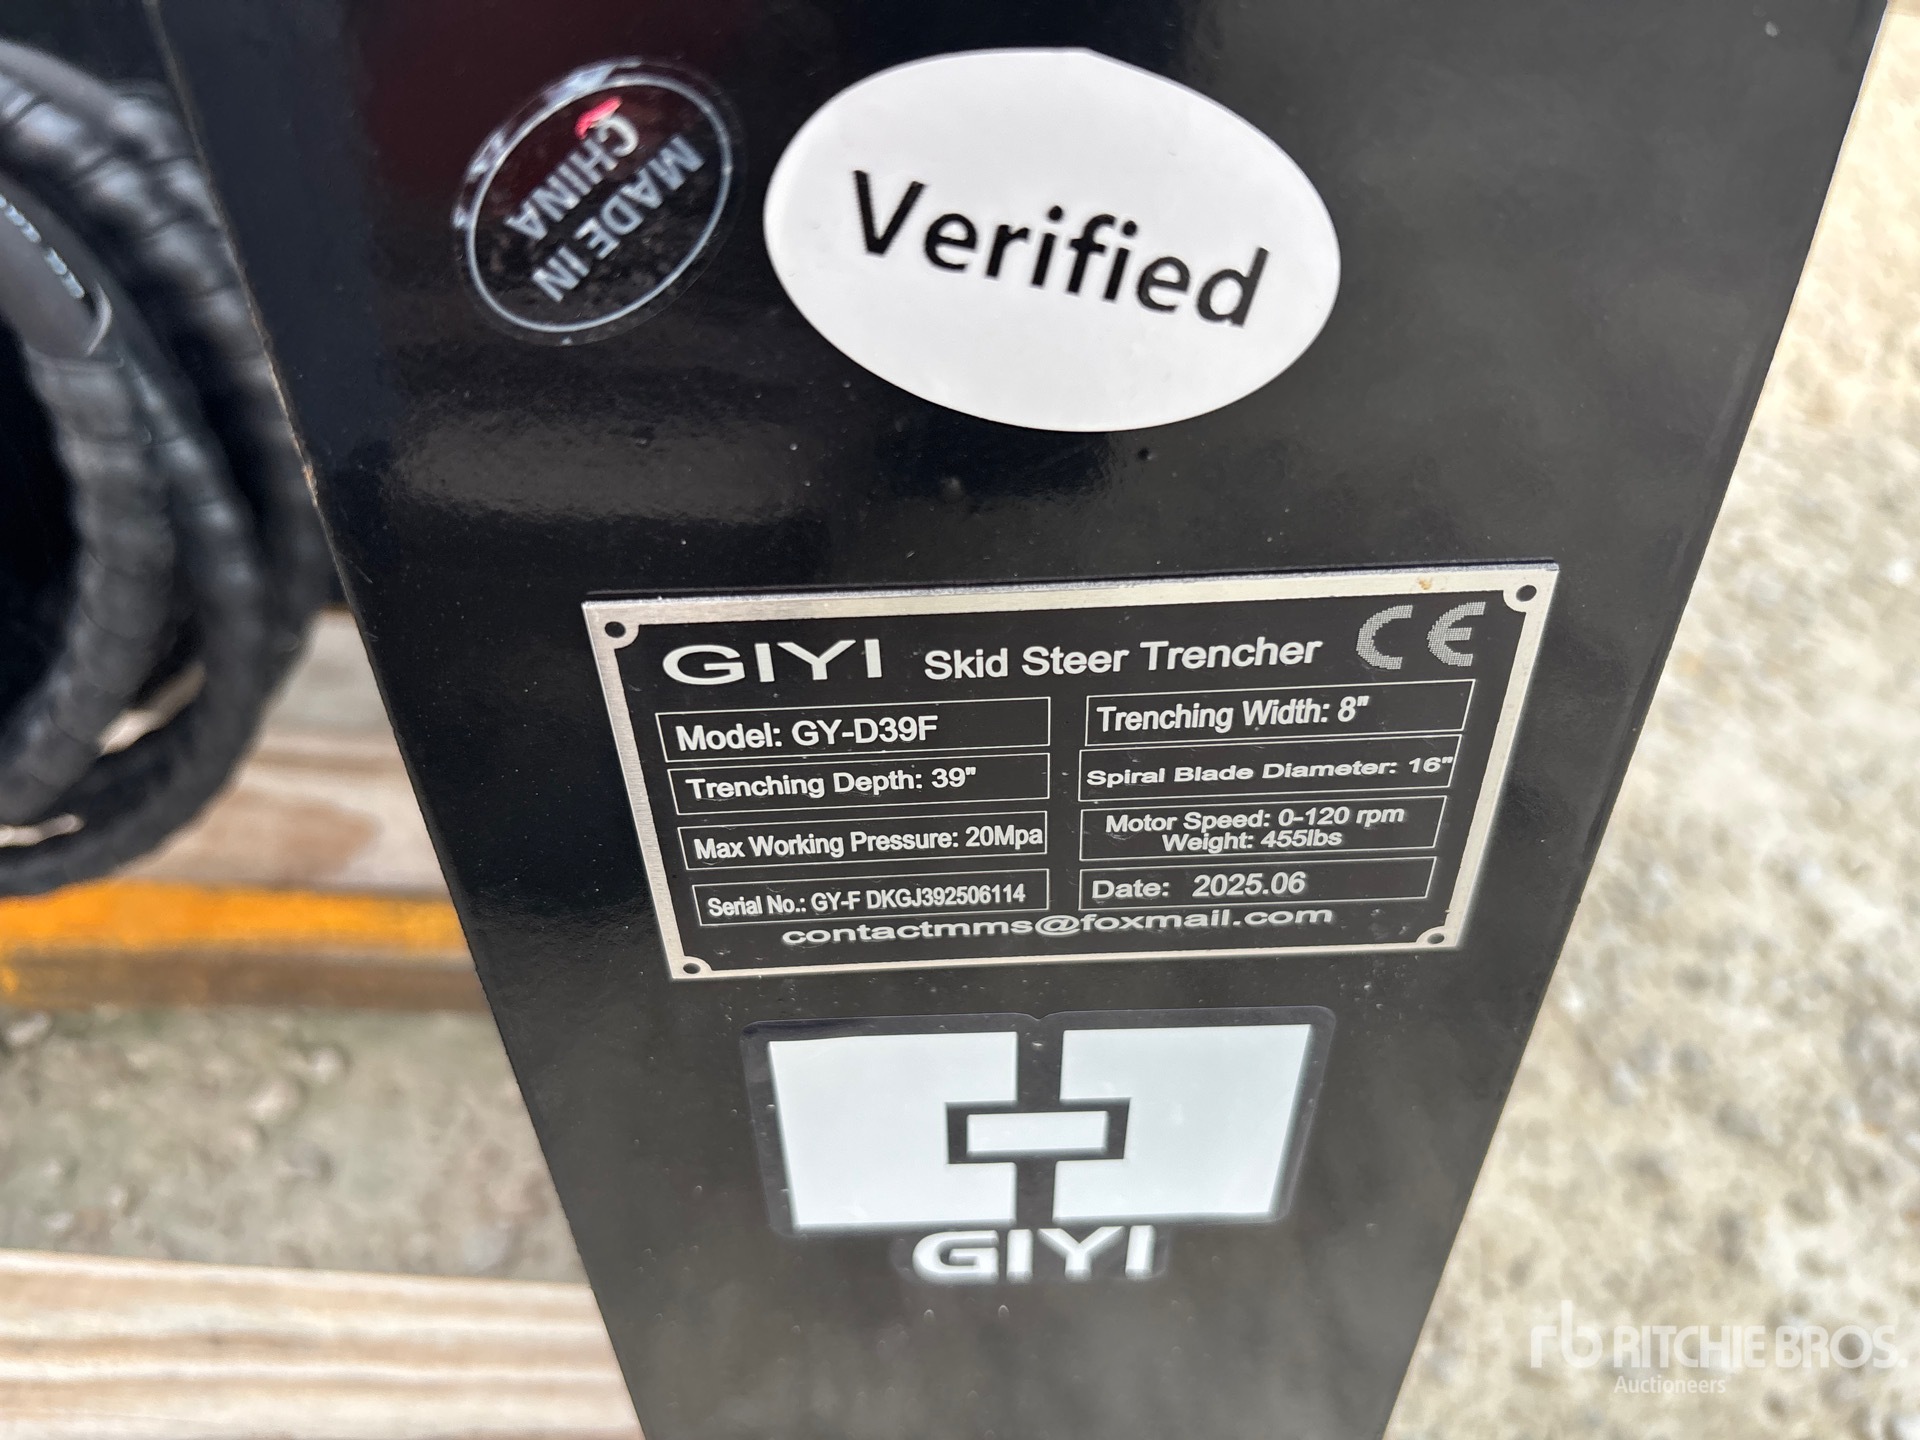 MADE IN
CHINA
Verified
GIYI Skid Steer Trencher CE
Model: GY-D39F
Trenching Width: 8"
Trenching Depth: 39"
Spiral Blade Diameter: 16"
Max Working Pressure: 20Mpa
Motor Speed: 0-120 rpm
Weight: 455lbs
Serial No.: GY-F DKGJ392506114
Date: 2025.06
contactmms@foxmail.com
GIYI
rb RITCHIE BROS.
Auctioneers